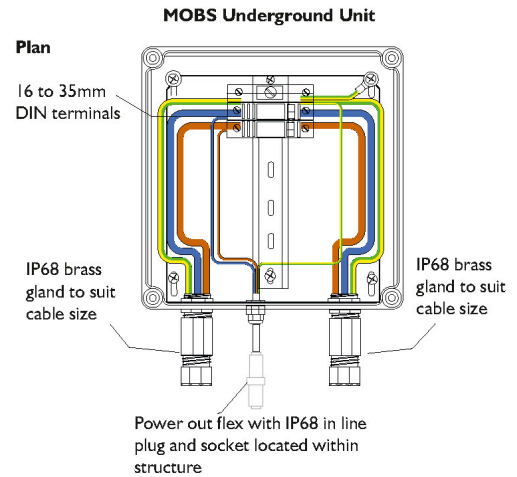 MOBS Underground Unit
Plan
16 to 35mm
DIN terminals
IP68 brass
gland to suit
cable size
IP68 brass
gland to suit
cable size
Power out flex with IP68 in line
plug and socket located within
structure